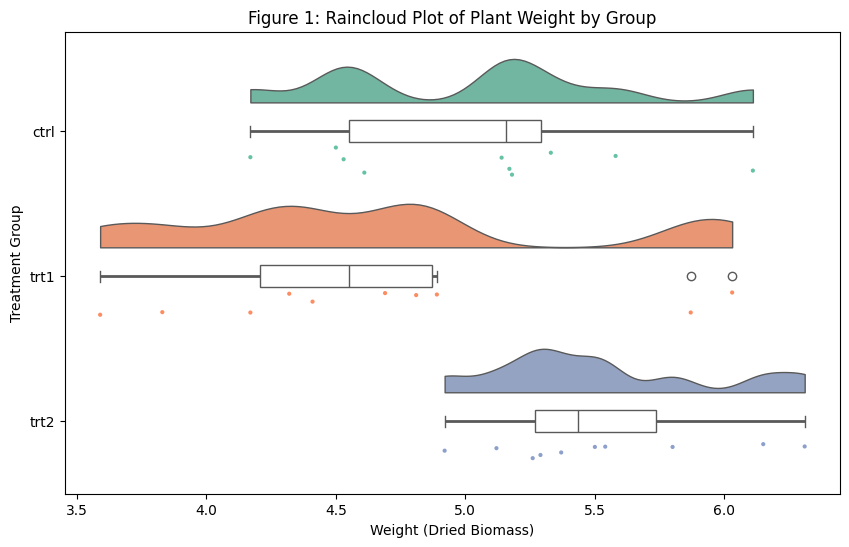 Figure 1: Raincloud Plot of Plant Weight by Group
Treatment Group
ctrl
trt1
trt2
3.5 4.0 4.5 5.0 5.5 6.0
Weight (Dried Biomass)